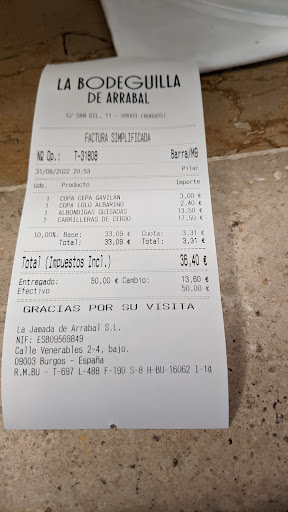 LA BODEGUILLA
DE ARRABAL
C/ SAN GIL, 11 - 09003 (BURGOS)
FACTURA SIMPLIFICADA
Nº Op.: T-31808 Barra/MB
31/08/2022 20:53 Pilar
Uds. Producto Importe
1 COPA CEPA GAVILAN 3,00 €
1 COPA LOLO ALBARIÑO 2,40 €
1 ALBONDIGAS GUISADAS 13,50 €
1 CARRILLERAS DE CERDO 17,50 €
10,00% Base: 33,09 € Cuota: 3,31 €
Total: 33,09 € Total: 3,31 €
Total (Impuestos Incl.) 36,40 €
Entregado: 50,00 € Cambio: 13,60 €
Efectivo 50,00 €
GRACIAS POR SU VISITA
La Jamada de Arrabal S.L.
NIF: ESB09569849
Calle Venerables 2-4, bajo.
09003 Burgos - España
R.M.BU - T-697 L-488 F-190 S-8 H-BU-16062 I-1ª